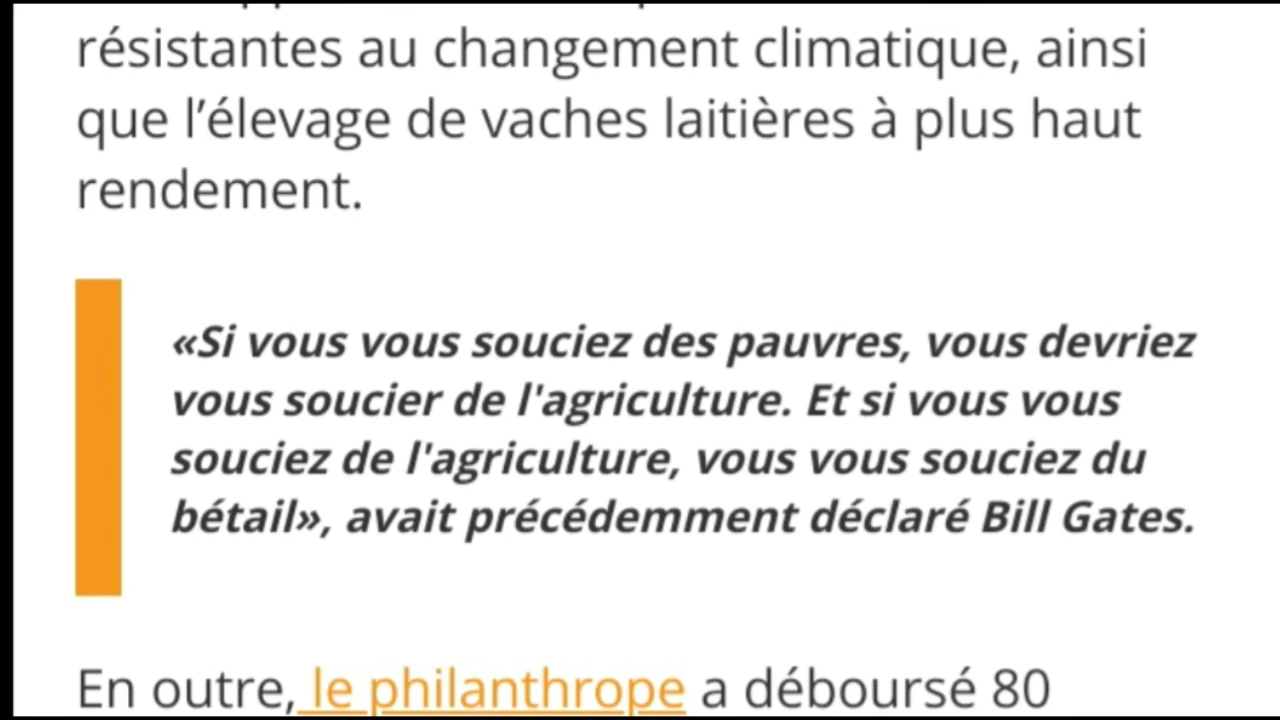 résistantes au changement climatique, ainsi
que l’élevage de vaches laitières à plus haut
rendement.
«Si vous vous souciez des pauvres, vous devriez
vous soucier de l'agriculture. Et si vous vous
souciez de l'agriculture, vous vous souciez du
bétail», avait précédemment déclaré Bill Gates.
En outre, le philanthrope a déboursé 80